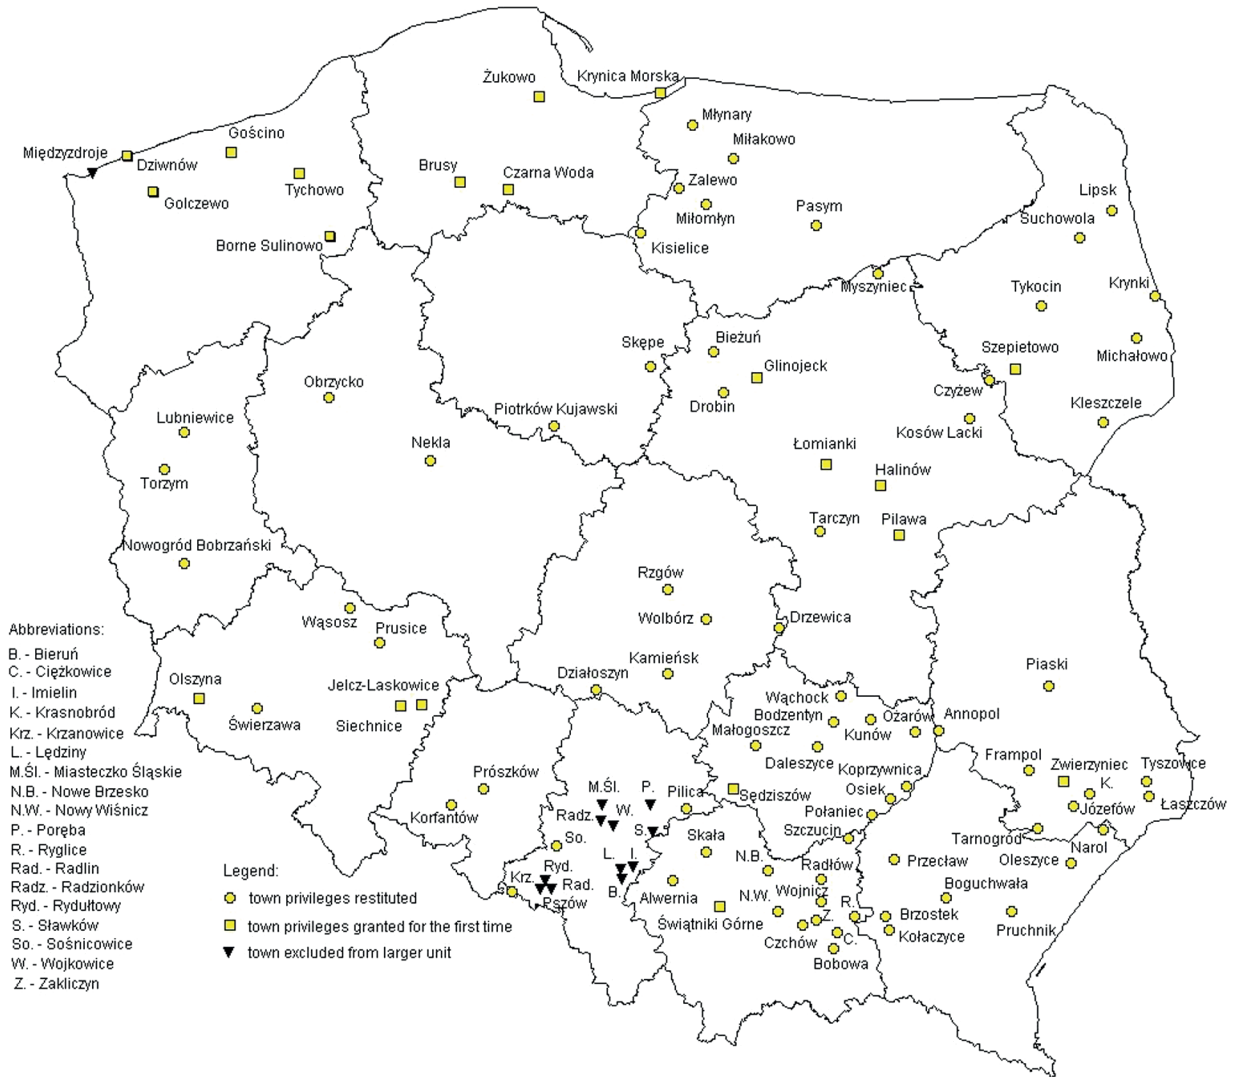 Krynica Morska
Żukowo
Młynary
Gościno
Miłakowo
Międzyzdroje
Dziwnów
Brusy
Czarna Woda
Tychowo
Zalewo
Lipsk
Golczewo
Miłomłyn
Pasym
Suchowola
Borne Sulinowo
Kisielice
Myszyniec
Tykocin
Krynki
Skępe
Bieżuń
Szepietowo
Michałowo
Glinojeck
Obrzycko
Czyżew
Drobin
Piotrków Kujawski
Kleszczele
Lubniewice
Kosów Lacki
Nekla
Łomianki
Halinów
Torzym
Tarczyn
Pilawa
Nowogród Bobrzański
Rzgów
Wąsosz
Wolbórz
Drzewica
Prusice
Kamieńsk
Piaski
Działoszyn
Olszyna
Jelcz-Laskowice
Wąchock
Świerzawa
Siechnice
Bodzentyn
Ożarów
Annopol
Małogoszcz
Kunów
Daleszyce
Frampol
Zwierzyniec
Tyszowce
Prószków
Koprzywnica
K.
M.Śl.
P.
Pilica
Sędziszów
Osiek
Józefów
Łaszczów
Korfantów
Radz.
W.
Połaniec
S.
Skała
Szczucin
Tarnogród
Narol
So.
L.
I.
N.B.
Radłów
Przecław
Oleszyce
Krz.
Ryd.
Rad.
B.
Alwernia
N.W.
Wojnicz
Boguchwała
Pszów
Świątniki Górne
Z.
R.
Brzostek
Pruchnik
Czchów
C.
Kołaczyce
Bobowa
Abbreviations:
B. - Bieruń
C. - Ciężkowice
I. - Imielin
K. - Krasnobród
Krz. - Krzanowice
L. - Lędziny
M.Śl. - Miasteczko Śląskie
N.B. - Nowe Brzesko
N.W. - Nowy Wiśnicz
P. - Poręba
R. - Ryglice
Rad. - Radlin
Radz. - Radzionków
Ryd. - Rydułtowy
S. - Sławków
So. - Sośnicowice
W. - Wojkowice
Z. - Zakliczyn
Legend:
town privileges restituted
town privileges granted for the first time
town excluded from larger unit